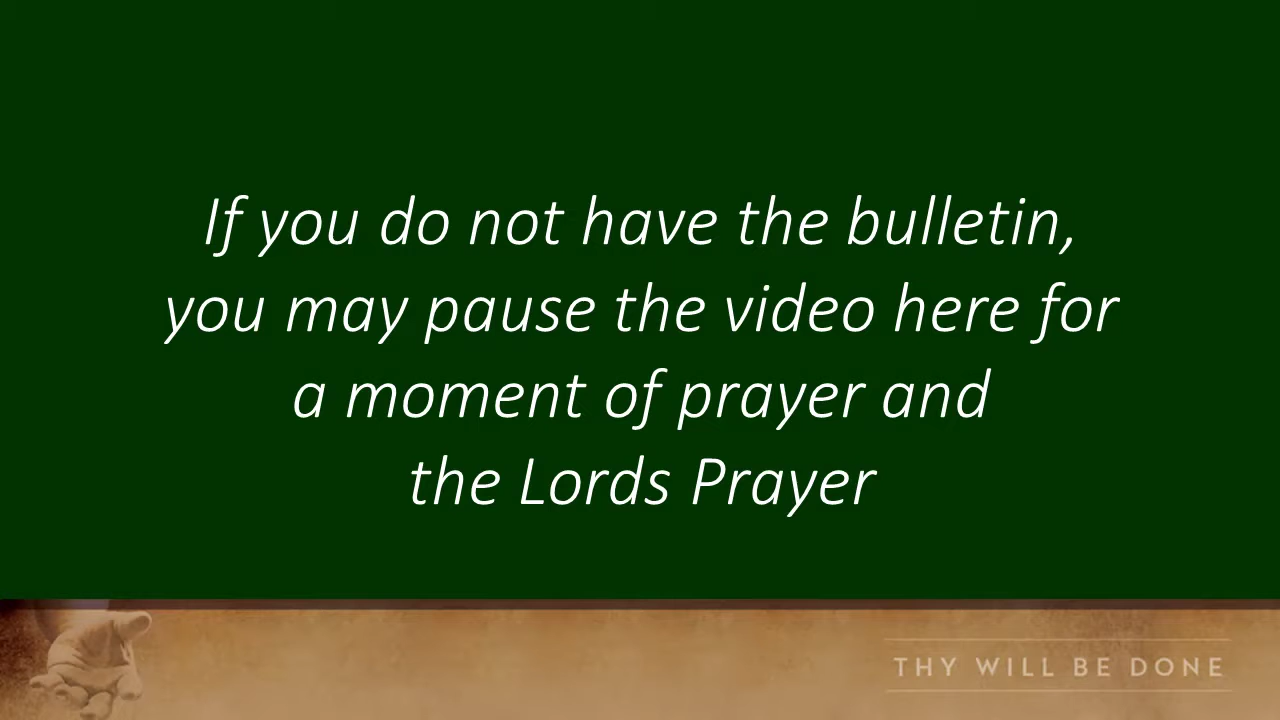 If you do not have the bulletin,
you may pause the video here for
a moment of prayer and
the Lords Prayer
THY WILL BE DONE